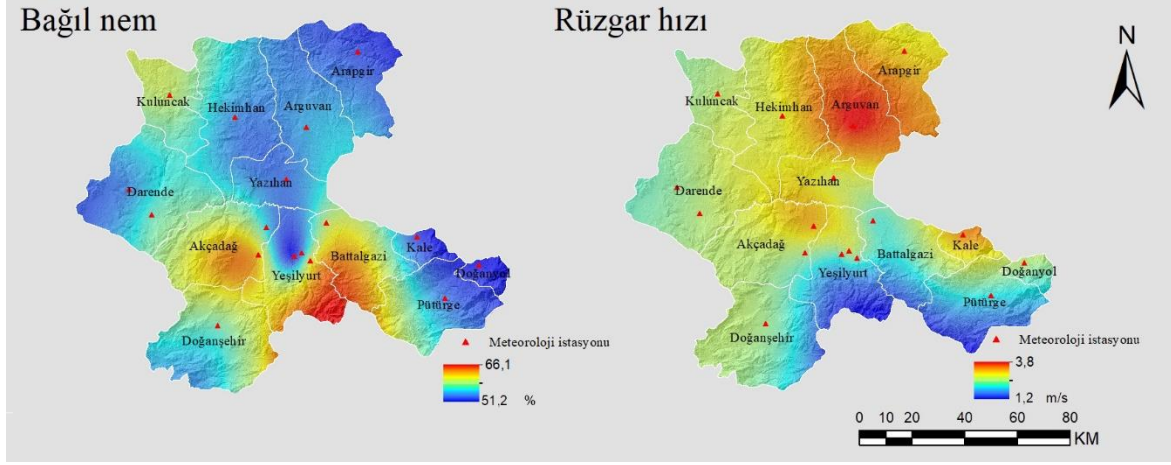 Bağıl nem
Arapgir
Kuluncak
Hekimhan
Arguvan
Yazıhan
Darende
Akçadağ
Yeşilyurt
Battalgazi
Kale
Doğanyol
Pütürge
Doğanşehir
Meteoroloji istasyonu
66,1
51,2 %
Rüzgar hızı
N
Arapgir
Kuluncak
Hekimhan
Arguvan
Yazıhan
Darende
Akçadağ
Yeşilyurt
Battalgazi
Kale
Doğanyol
Pütürge
Doğanşehir
Meteoroloji istasyonu
3,8
1,2 m/s
0 10 20 40 60 80
KM